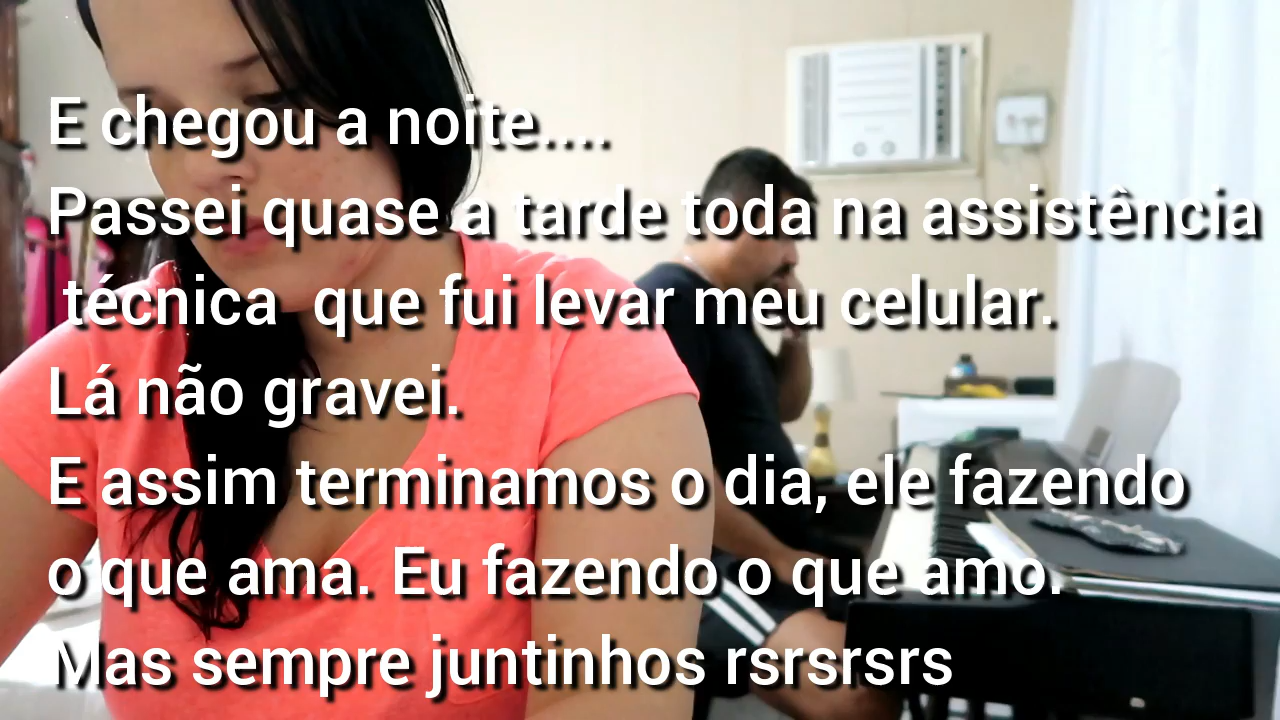 E chegou a noite....
Passei quase a tarde toda na assistência
técnica  que fui levar meu celular.
Lá não gravei.
E assim terminamos o dia, ele fazendo
o que ama. Eu fazendo o que amo.
Mas sempre juntinhos rsrsrsrs